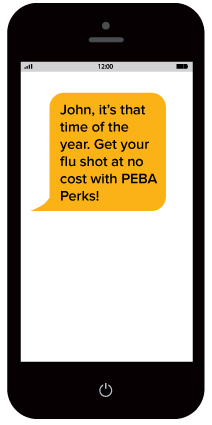 12:00
John, it's that
time of the
year. Get your
flu shot at no
cost with PEBA
Perks!